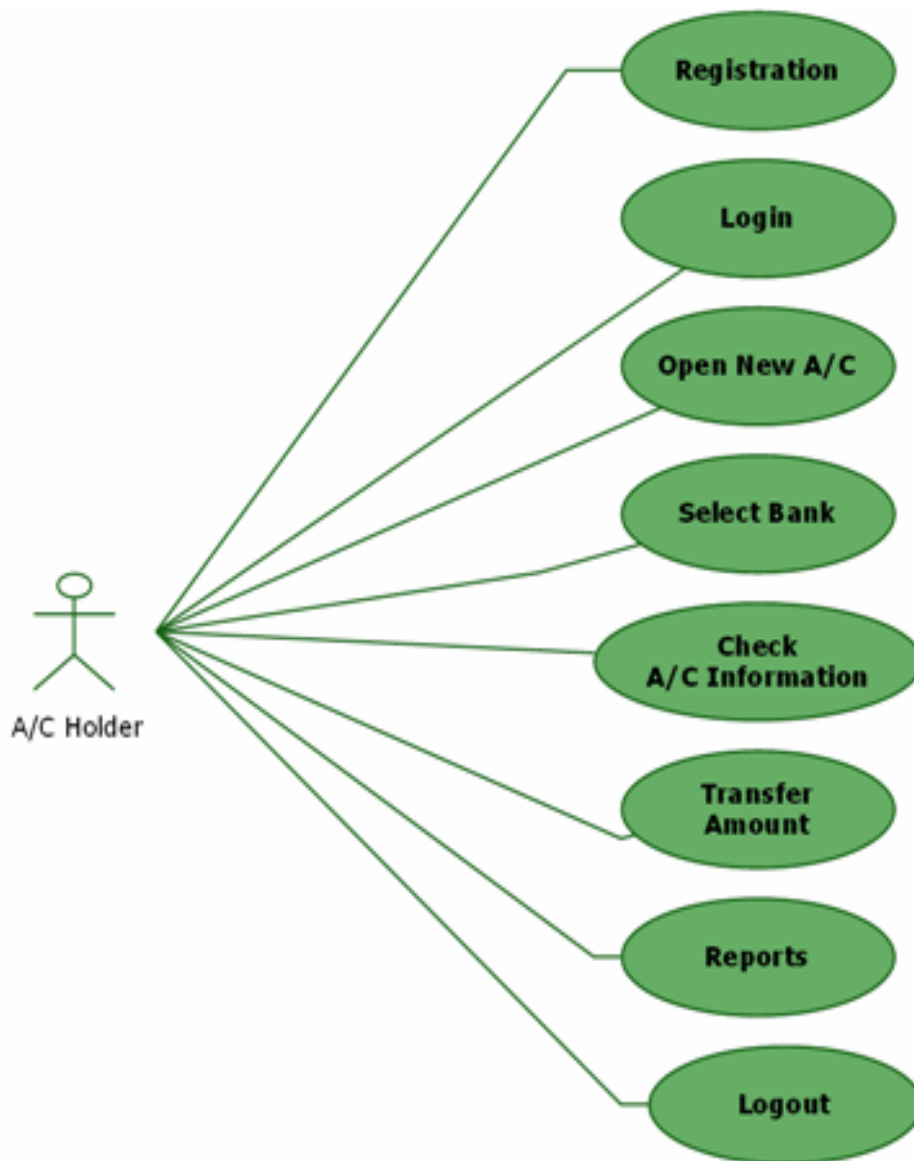 Registration
Login
Open New A/C
Select Bank
Check
A/C Information
A/C Holder
Transfer
Amount
Reports
Logout